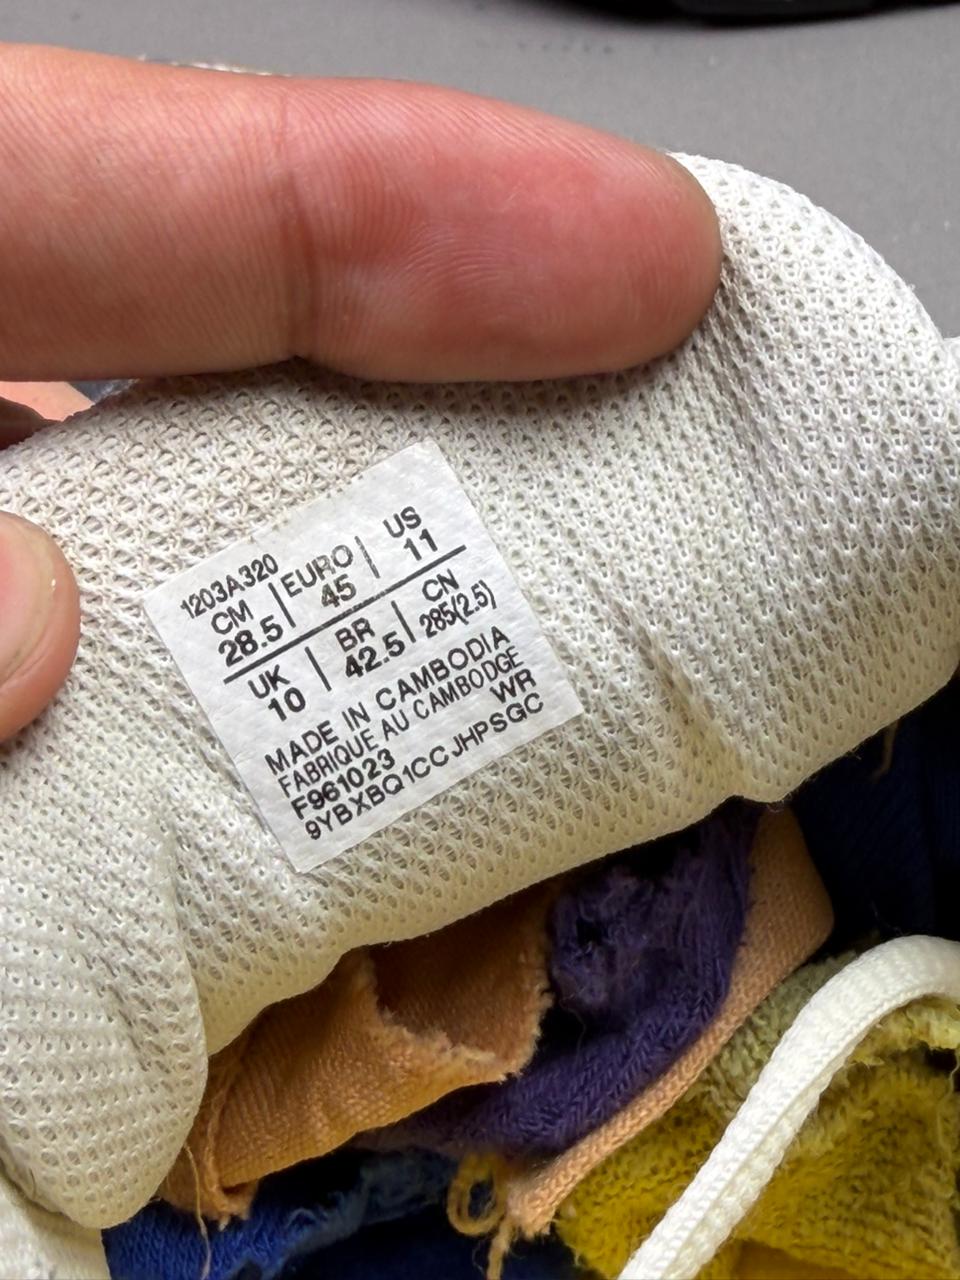 1203A320
CM EURO US
28.5 45 11
UK BR CN
10 42.5 285(2.5)
MADE IN CAMBODIA
FABRIQUE AU CAMBODGE
F961023 WR
9YBXBQ1CCJHPSGC